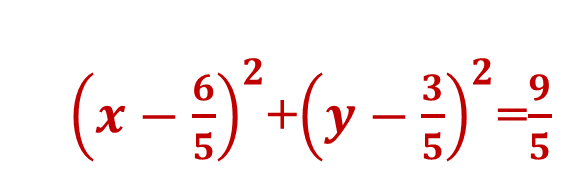 (x − 6/5)² + (y − 3/5)² = 9/5